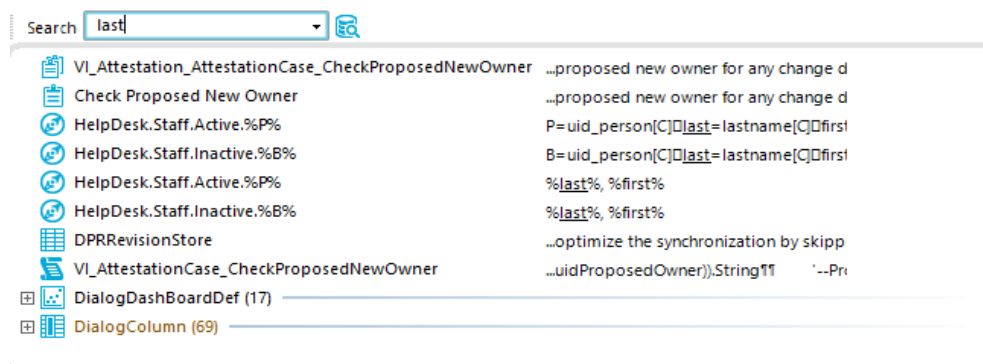 Search last
VI_Attestation_AttestationCase_CheckProposedNewOwner ...proposed new owner for any change d
Check Proposed New Owner ...proposed new owner for any change d
HelpDesk.Staff.Active.%P% P=uid_person[C]□last=lastname[C]□first
HelpDesk.Staff.Inactive.%B% B=uid_person[C]□last=lastname[C]□first
HelpDesk.Staff.Active.%P% %last%, %first%
HelpDesk.Staff.Inactive.%B% %last%, %first%
DPRRevisionStore ...optimize the synchronization by skipp
VI_AttestationCase_CheckProposedNewOwner ...uidProposedOwner)).String¶¶ '--Pro
DialogDashBoardDef (17)
DialogColumn (69)